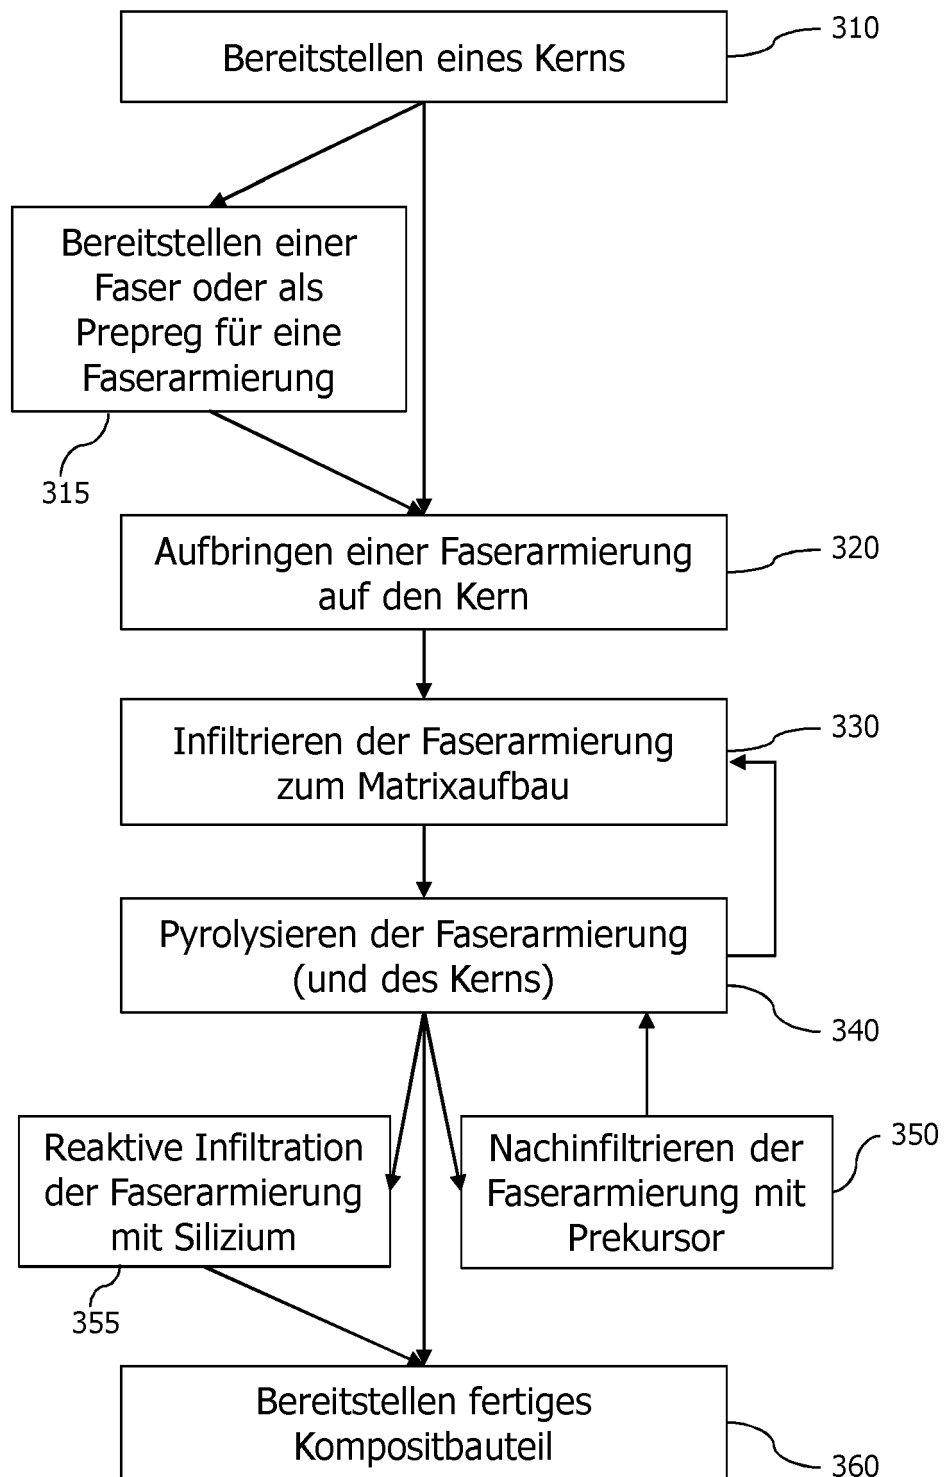 310
Bereitstellen eines Kerns
Bereitstellen einer
Faser oder als
Prepreg für eine
Faserarmierung
315
Aufbringen einer Faserarmierung
auf den Kern
320
Infiltrieren der Faserarmierung
zum Matrixaufbau
330
Pyrolysieren der Faserarmierung
(und des Kerns)
340
Reaktive Infiltration
der Faserarmierung
mit Silizium
355
Nachinfiltrieren der
Faserarmierung mit
Prekursor
350
Bereitstellen fertiges
Kompositbauteil
360